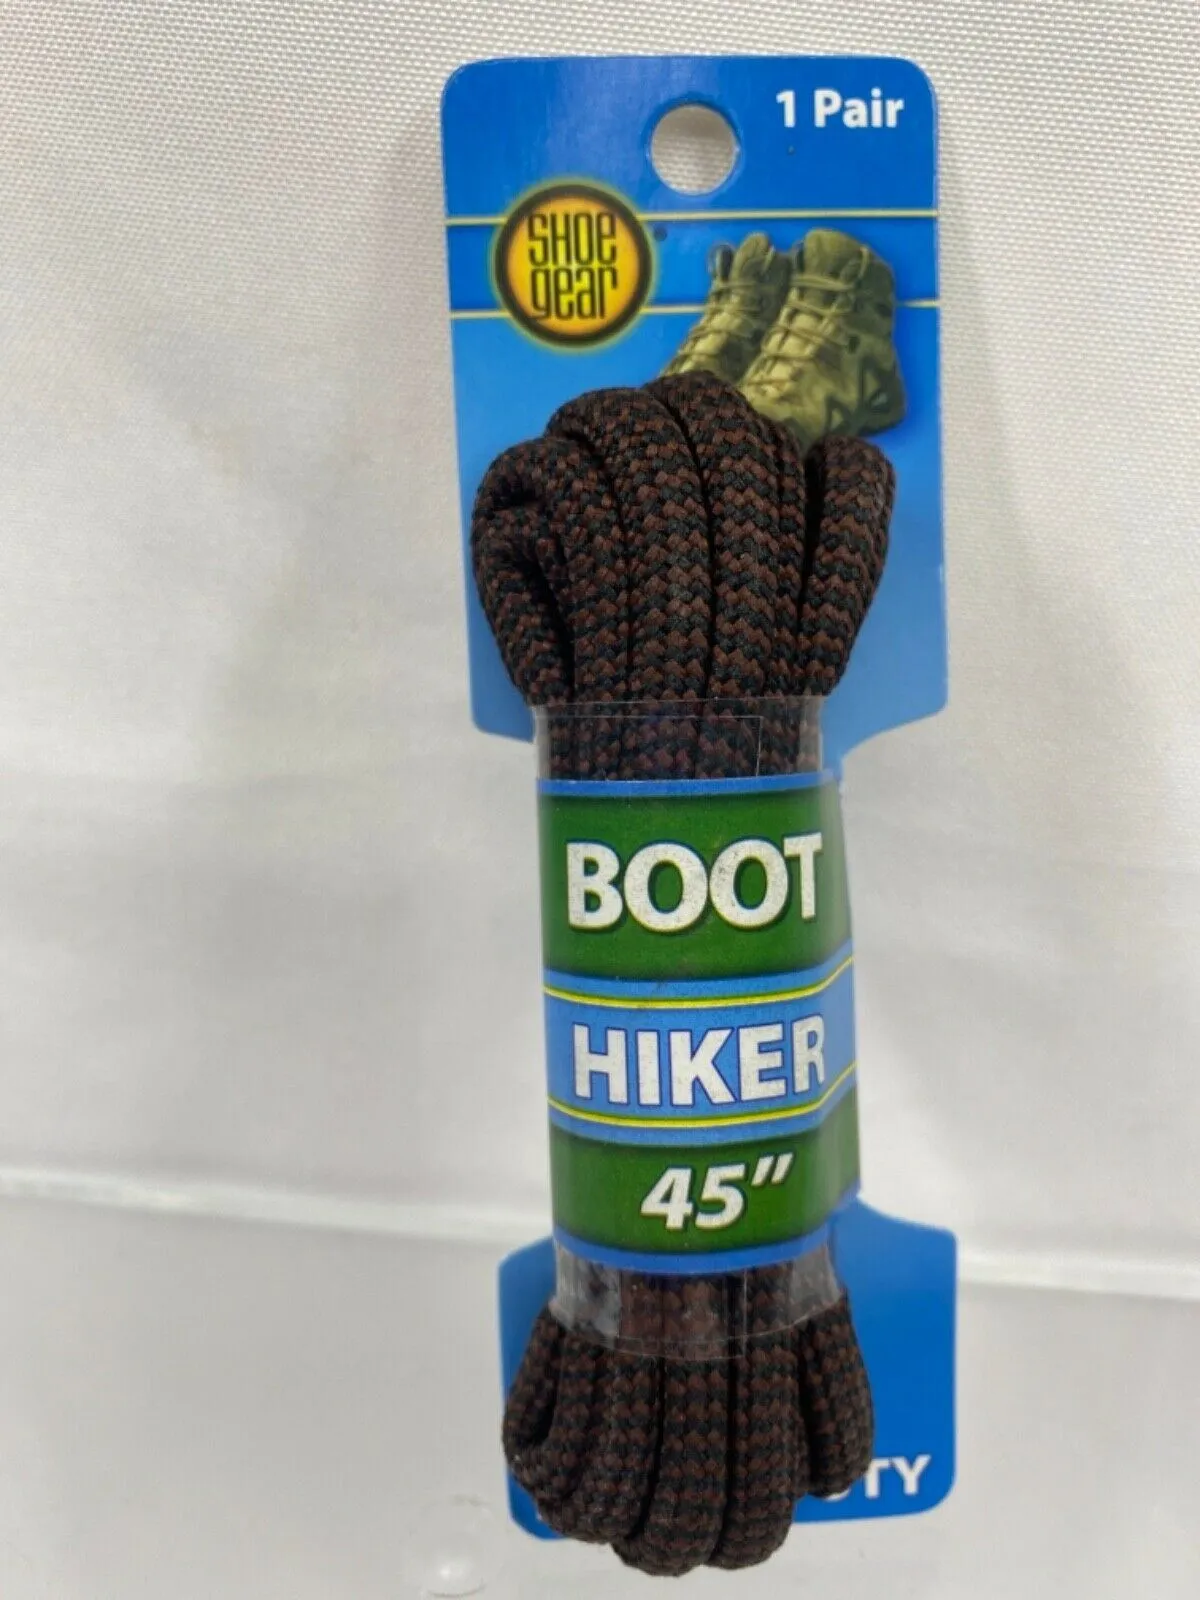 1 Pair
SHOE
gear
BOOT
HIKER
45"